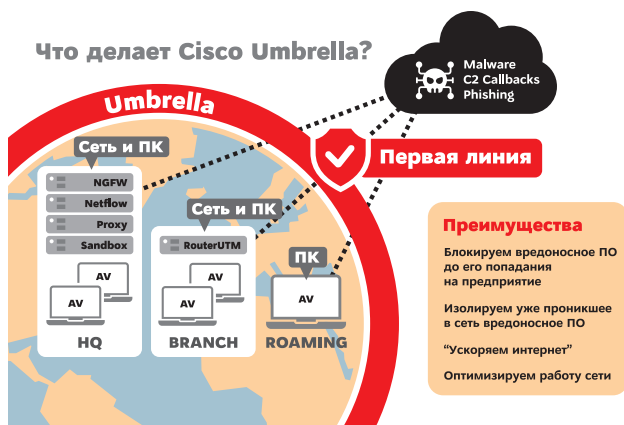 Что делает Cisco Umbrella?
Malware
C2 Callbacks
Phishing
Umbrella
Первая линия
Сеть и ПК
NGFW
Netflow
Proxy
Sandbox
AV
AV
HQ
Сеть и ПК
RouterUTM
AV
AV
BRANCH
ПК
AV
ROAMING
Преимущества
Блокируем вредоносное ПО
до его попадания
на предприятие
Изолируем уже проникшее
в сеть вредоносное ПО
“Ускоряем интернет”
Оптимизируем работу сети